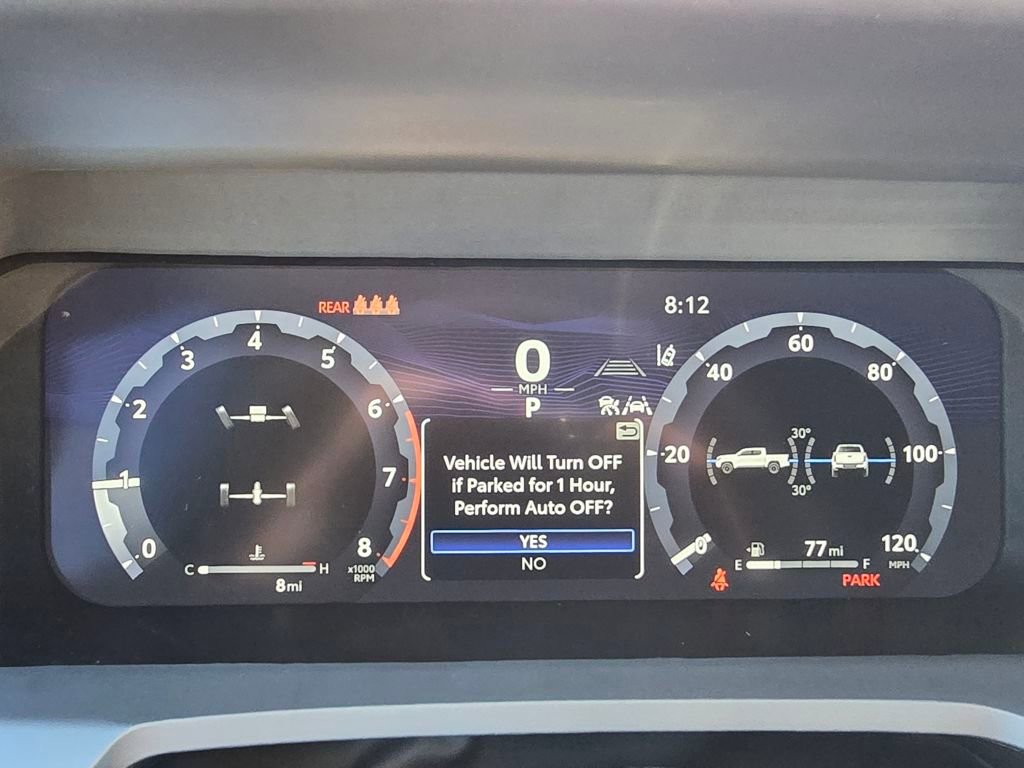 REAR
8:12
0
MPH
P
0
1
2
3
4
5
6
7
8
x1000
RPM
C
H
8mi
Vehicle Will Turn OFF
if Parked for 1 Hour,
Perform Auto OFF?
YES
NO
0
20
40
60
80
100
120
MPH
30°
30°
77mi
E
F
PARK